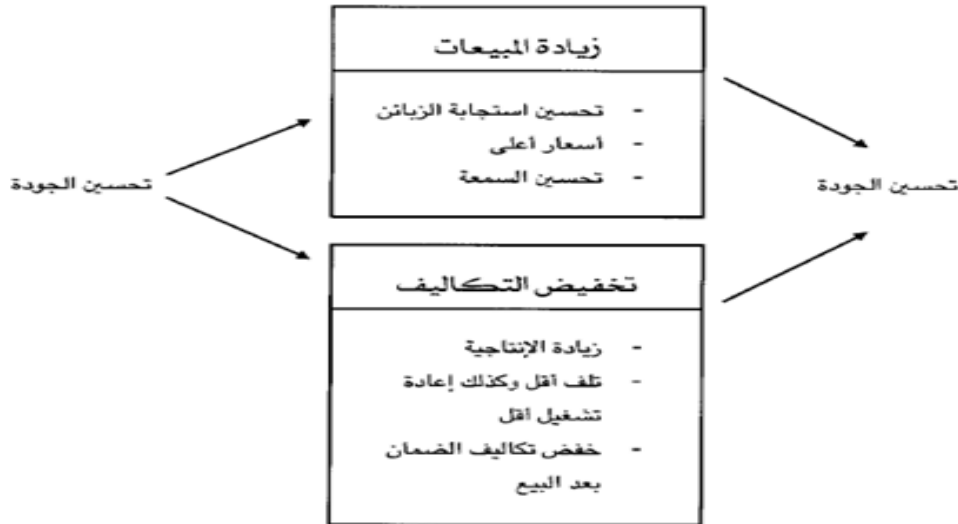 زيادة المبيعات
- تحسين استجابة الزبائن
- أسعار أعلى
- تحسين السمعة
تحسين الجودة
تحسين الجودة
تخفيض التكاليف
- زيادة الإنتاجية
- تلف أقل وكذلك إعادة
تشغيل أقل
- خفض تكاليف الضمان
بعد البيع